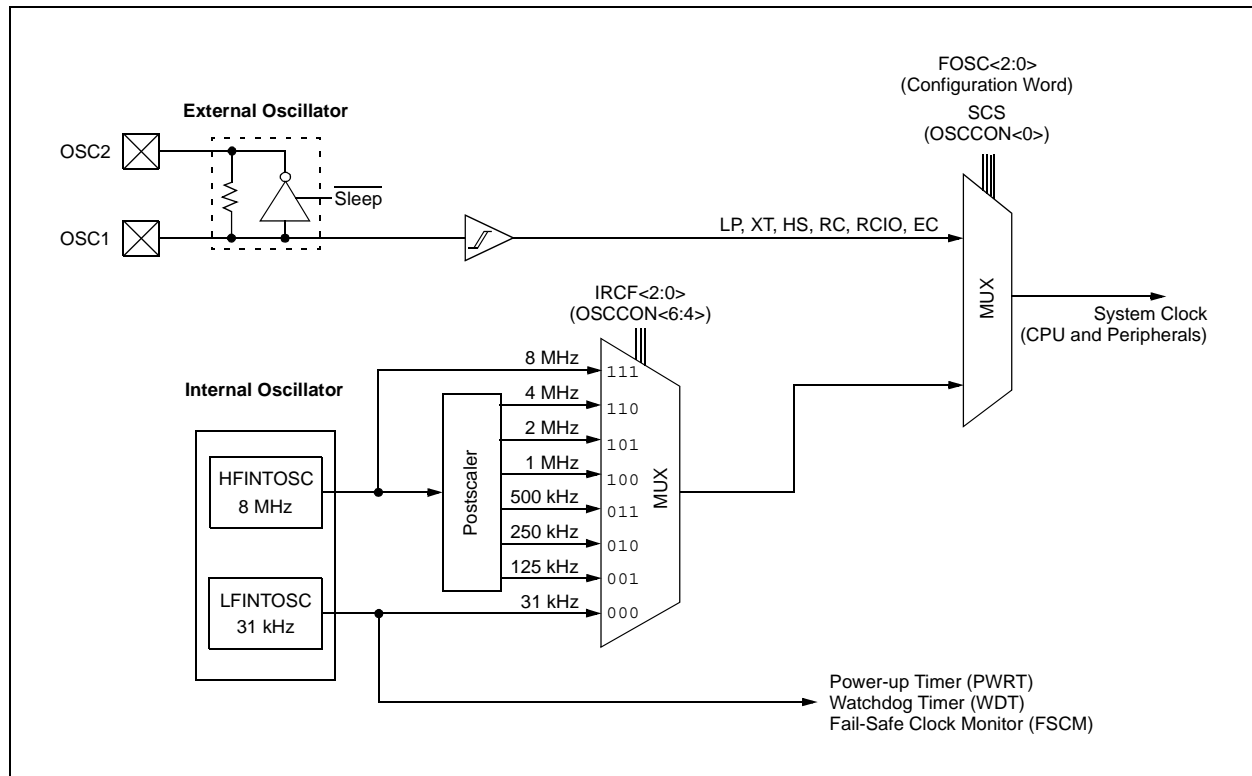 FOSC<2:0>
(Configuration Word)
SCS
(OSCCON<0>)
External Oscillator
OSC2
Sleep
OSC1
LP, XT, HS, RC, RCIO, EC
MUX
System Clock
(CPU and Peripherals)
IRCF<2:0>
(OSCCON<6:4>)
Internal Oscillator
HFINTOSC
8 MHz
LFINTOSC
31 kHz
Postscaler
8 MHz
4 MHz
2 MHz
1 MHz
500 kHz
250 kHz
125 kHz
31 kHz
111
110
101
100
011
010
001
000
MUX
Power-up Timer (PWRT)
Watchdog Timer (WDT)
Fail-Safe Clock Monitor (FSCM)